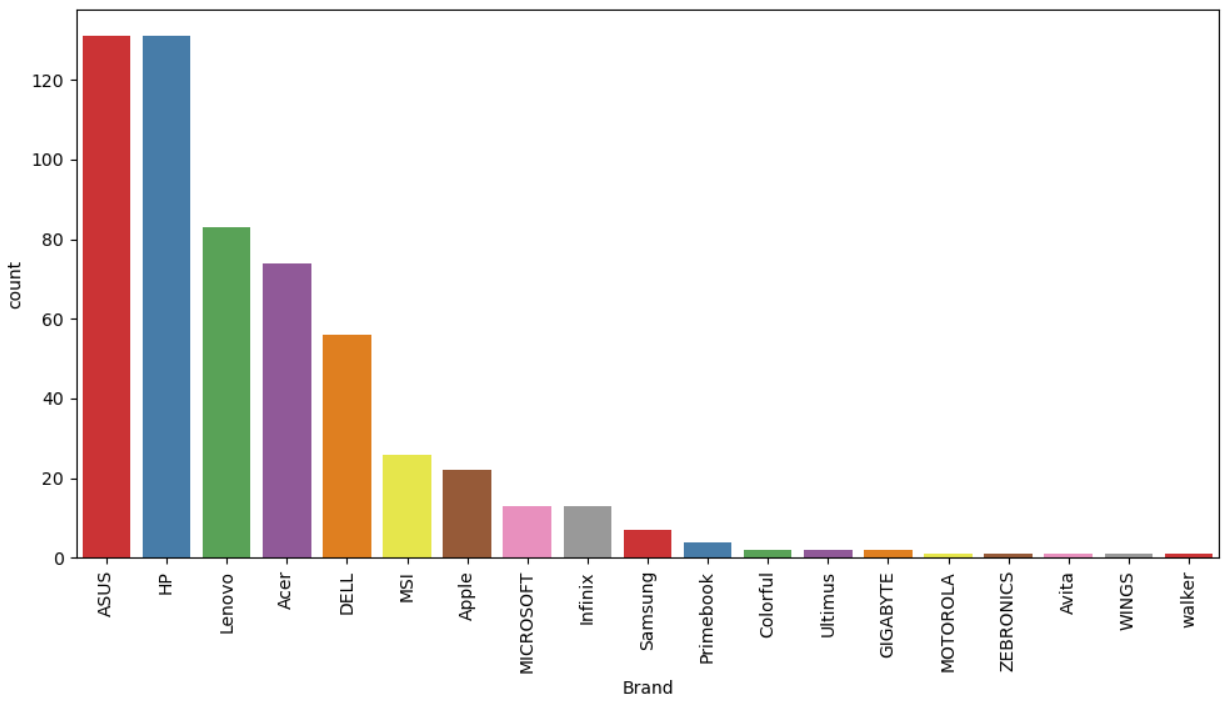 120
100
80
60
40
20
0
count
ASUS
HP
Lenovo
Acer
DELL
MSI
Apple
MICROSOFT
Infinix
Samsung
Primebook
Colorful
Ultimus
GIGABYTE
MOTOROLA
ZEBRONICS
Avita
WINGS
walker
Brand